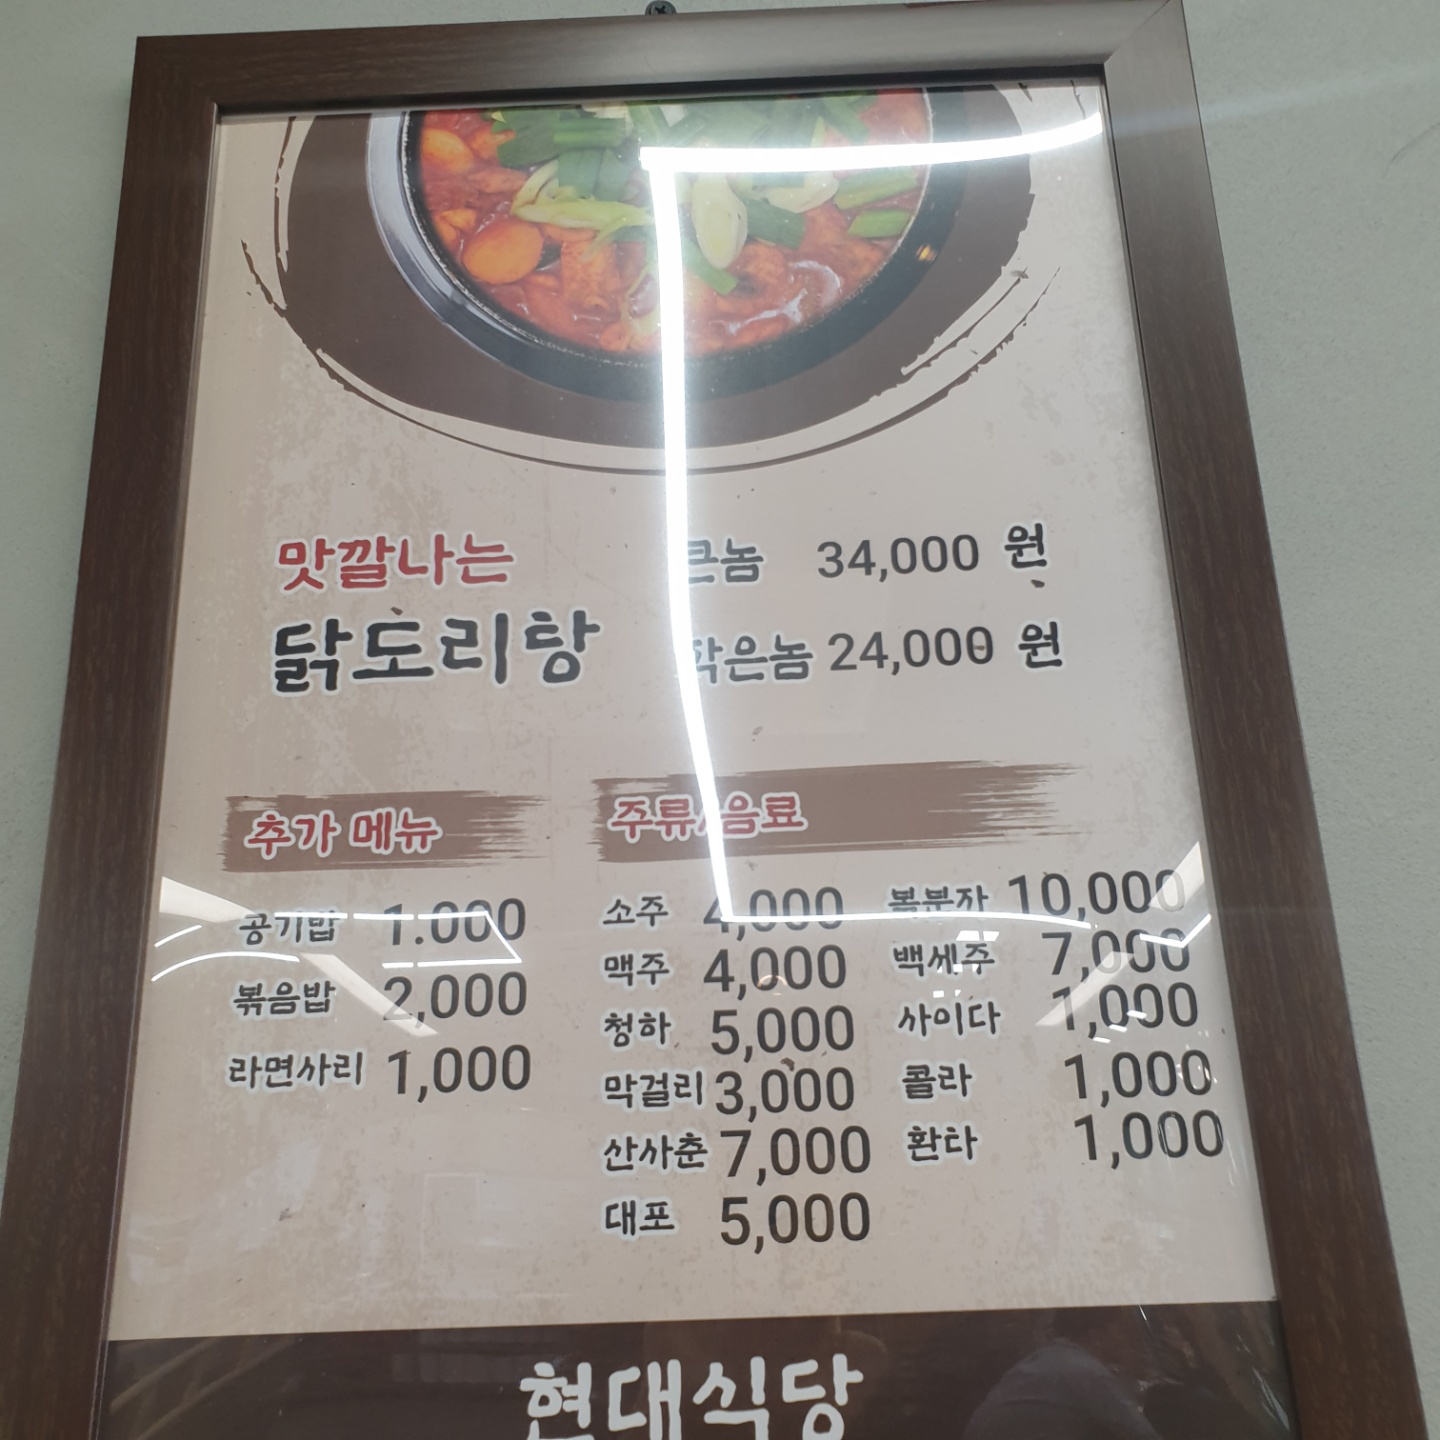 맛깔나는
닭도리탕
큰놈 34,000 원
작은놈 24,000 원
추가 메뉴
공기밥 1.000
볶음밥 2,000
라면사리 1,000
주류/음료
소주 4,000
맥주 4,000
청하 5,000
막걸리 3,000
산사춘 7,000
대포 5,000
복분자 10,000
백세주 7,000
사이다 1,000
콜라 1,000
환타 1,000
현대식당